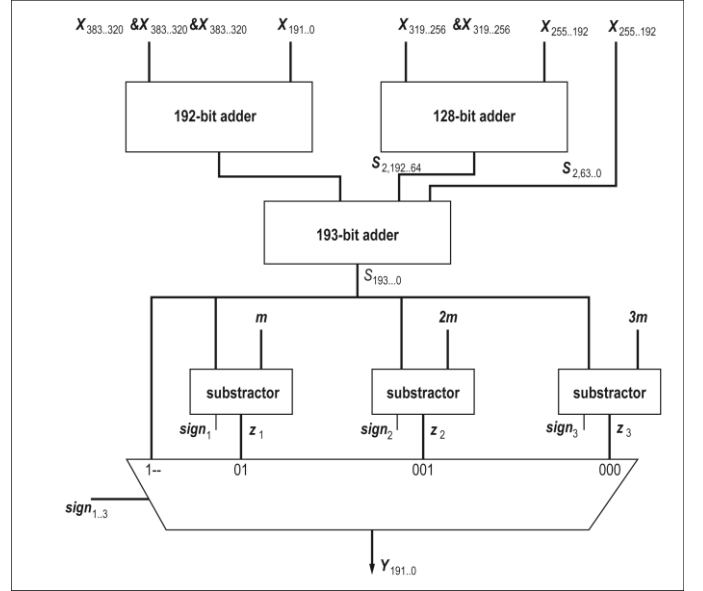 X383..320 &X383..320 &X383..320 X191..0 X319..256 &X319..256 X255..192 X255..192
192-bit adder 128-bit adder
S2,192..64 S2,63..0
193-bit adder
S193...0
m 2m 3m
substractor substractor substractor
sign1 z1 sign2 z2 sign3 z3
1-- 01 001 000
sign1..3
Y191..0